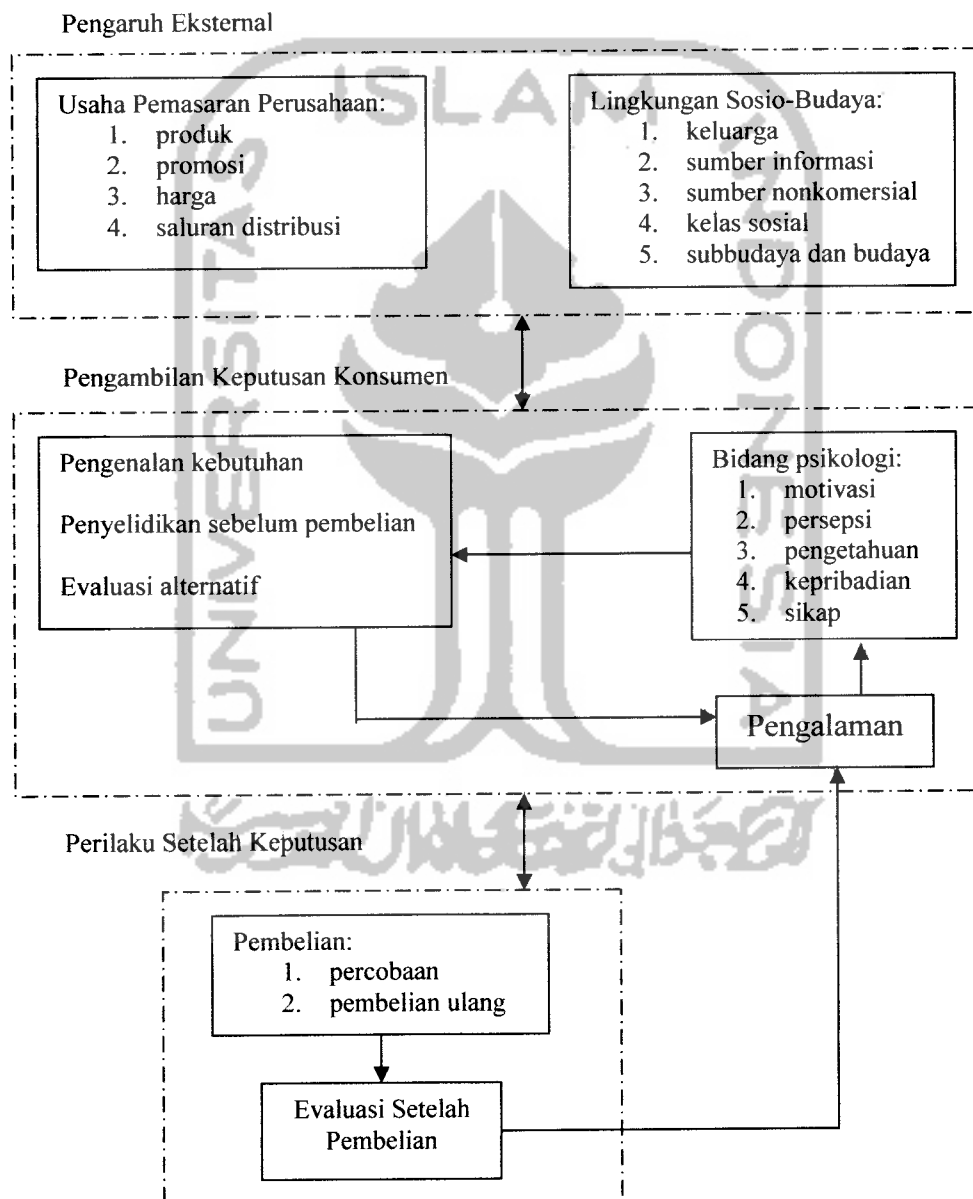 Pengaruh Eksternal
Usaha Pemasaran Perusahaan:
1. produk
2. promosi
3. harga
4. saluran distribusi
Lingkungan Sosio-Budaya:
1. keluarga
2. sumber informasi
3. sumber nonkomersial
4. kelas sosial
5. subbudaya dan budaya
Pengambilan Keputusan Konsumen
Pengenalan kebutuhan
Penyelidikan sebelum pembelian
Evaluasi alternatif
Bidang psikologi:
1. motivasi
2. persepsi
3. pengetahuan
4. kepribadian
5. sikap
Pengalaman
Perilaku Setelah Keputusan
Pembelian:
1. percobaan
2. pembelian ulang
Evaluasi Setelah
Pembelian
UNIVERSITAS
ISLAM
INDONESIA